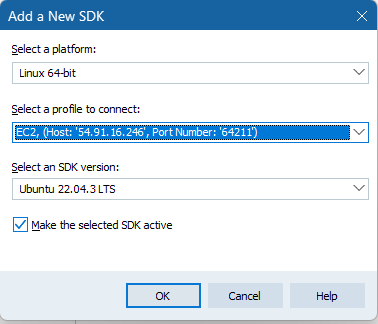 Add a New SDK
Select a platform:
Linux 64-bit
Select a profile to connect:
EC2, (Host: '54.91.16.246', Port Number: '64211')
Select an SDK version:
Ubuntu 22.04.3 LTS
Make the selected SDK active
OK
Cancel
Help